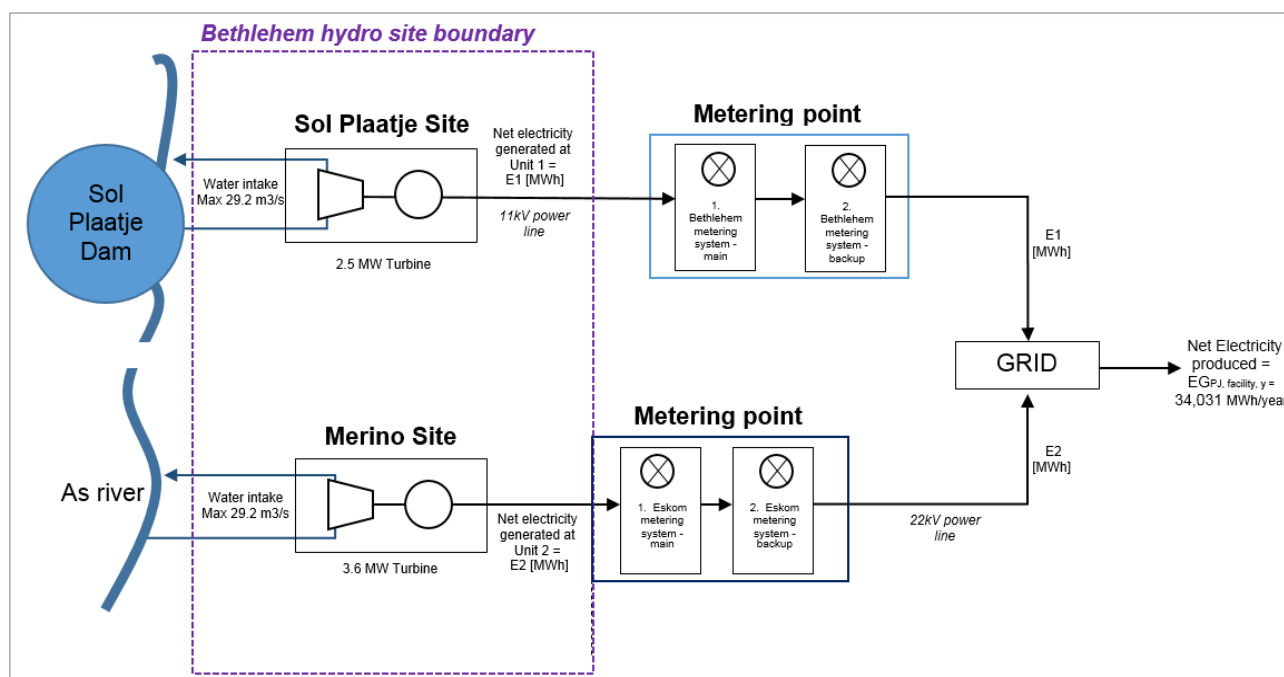 Bethlehem hydro site boundary
Sol Plaatje Site
Metering point
Net electricity
generated at
Unit 1 =
E1 [MWh]
Sol
Plaatje
Dam
Water intake
Max 29.2 m3/s
11kV power
line
2.5 MW Turbine
1.
Bethlehem
metering
system -
main
2.
Bethlehem
metering
system -
backup
E1
[MWh]
GRID
Net Electricity
produced =
EGPJ, facility, y =
34,031 MWh/year
Merino Site
Metering point
As river
Water intake
Max 29.2 m3/s
Net electricity
generated at
Unit 2 =
E2 [MWh]
3.6 MW Turbine
1. Eskom
metering
system -
main
2. Eskom
metering
system -
backup
22kV power
line
E2
[MWh]